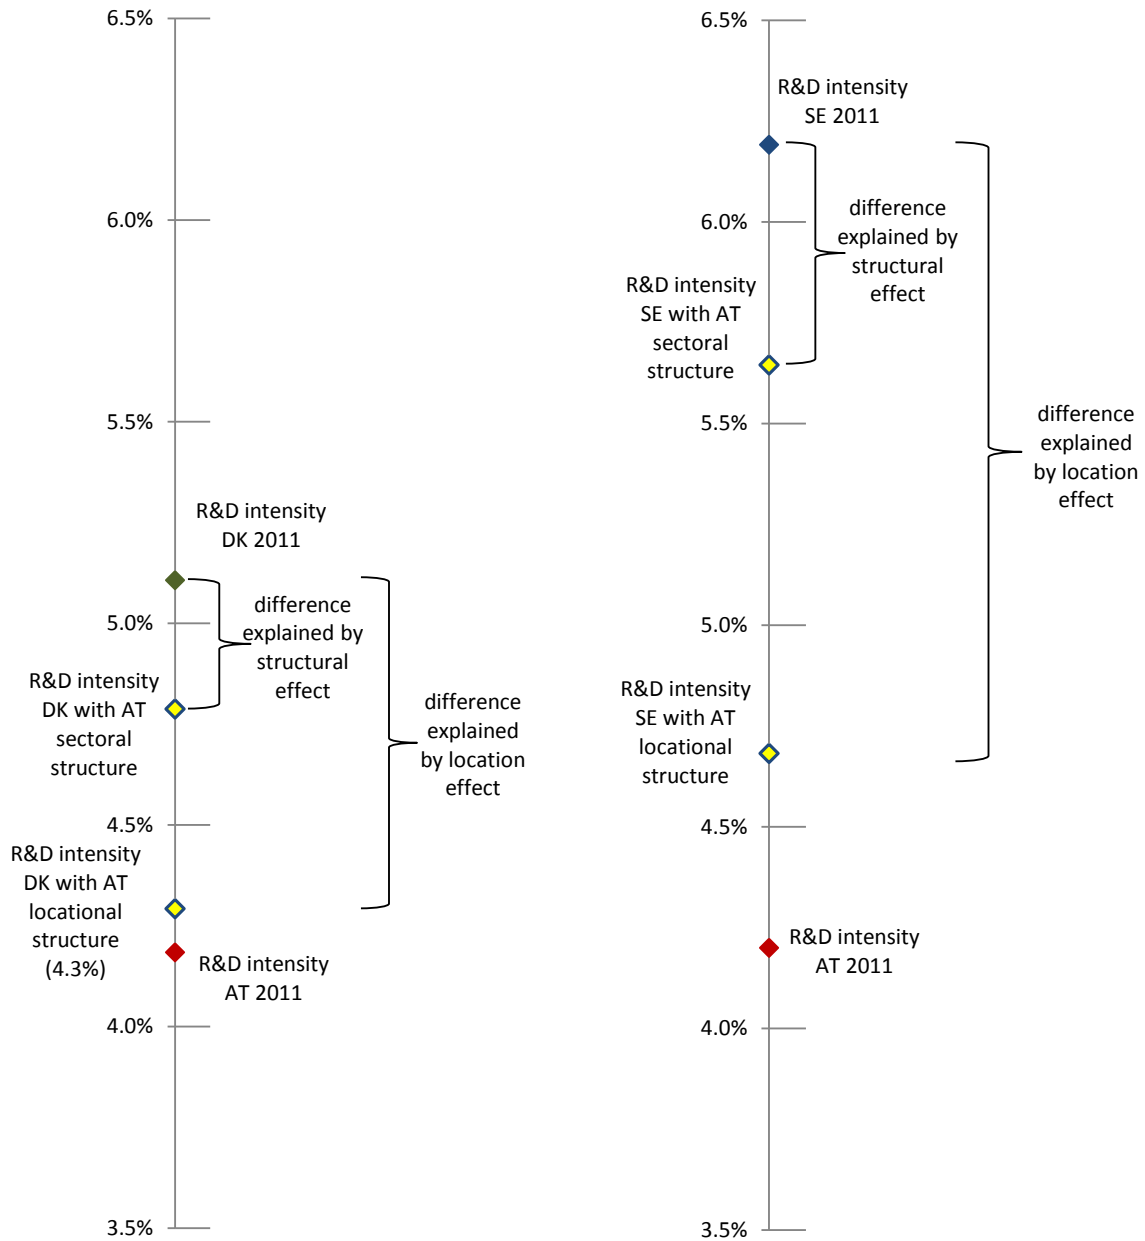 6.5%
6.0%
5.5%
R&D intensity
DK 2011
5.0%
difference
explained by
structural
effect
R&D intensity
DK with AT
sectoral
structure
difference
explained
by location
effect
4.5%
R&D intensity
DK with AT
locational
structure
(4.3%)
R&D intensity
AT 2011
4.0%
3.5%
6.5%
R&D intensity
SE 2011
6.0%
difference
explained by
structural
effect
R&D intensity
SE with AT
sectoral
structure
5.5%
difference
explained
by location
effect
5.0%
R&D intensity
SE with AT
locational
structure
4.5%
R&D intensity
AT 2011
4.0%
3.5%